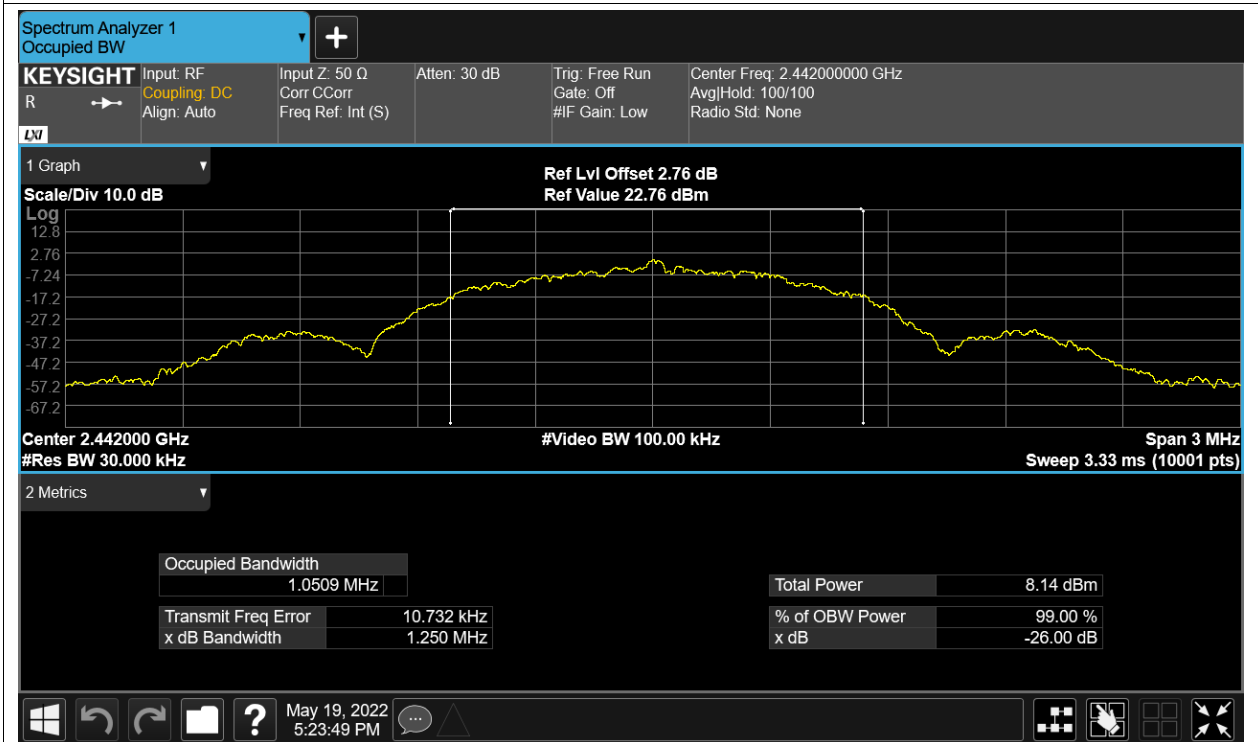 Spectrum Analyzer 1
Occupied BW
KEYSIGHT
R
LXI
Input: RF
Coupling: DC
Align: Auto
Input Z: 50 Ω
Corr CCorr
Freq Ref: Int (S)
Atten: 30 dB
Trig: Free Run
Gate: Off
#IF Gain: Low
Center Freq: 2.442000000 GHz
Avg|Hold: 100/100
Radio Std: None
1 Graph
Scale/Div 10.0 dB
Ref Lvl Offset 2.76 dB
Ref Value 22.76 dBm
Log
12.8
2.76
-7.24
-17.2
-27.2
-37.2
-47.2
-57.2
-67.2
Center 2.442000 GHz
#Res BW 30.000 kHz
#Video BW 100.00 kHz
Span 3 MHz
Sweep 3.33 ms (10001 pts)
2 Metrics
Occupied Bandwidth
1.0509 MHz
Transmit Freq Error 10.732 kHz
x dB Bandwidth 1.250 MHz
Total Power 8.14 dBm
% of OBW Power 99.00 %
x dB -26.00 dB
?
May 19, 2022
5:23:49 PM